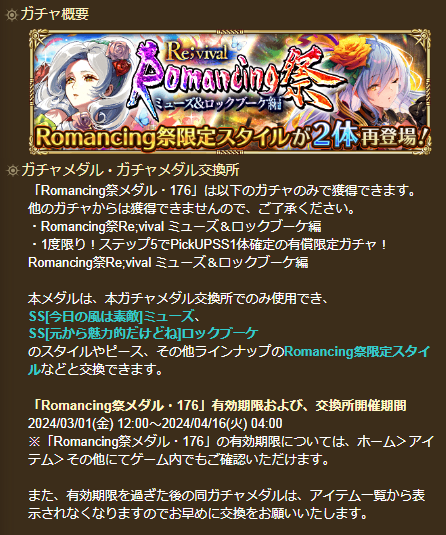 ガチャ概要
Re;vival
Romancing祭
ミューズ&ロックブーケ編
Romancing祭限定スタイルが2体再登場!
ガチャメダル・ガチャメダル交換所
「Romancing祭メダル・176」は以下のガチャのみで獲得できます。
他のガチャからは獲得できませんので、ご了承ください。
・Romancing祭Re;vival ミューズ＆ロックブーケ編
・1度限り！ステップ5でPickUPSS1体確定の有償限定ガチャ！
Romancing祭Re;vival ミューズ＆ロックブーケ編
本メダルは、本ガチャメダル交換所でのみ使用でき、
SS[今日の風は素敵]ミューズ、
SS[元から魅力的だけどね]ロックブーケ
のスタイルやピース、その他ラインナップのRomancing祭限定スタイ
ルなどと交換できます。
「Romancing祭メダル・176」有効期限および、交換所開催期間
2024/03/01(金) 12:00～2024/04/16(火) 04:00
※「Romancing祭メダル・176」の有効期限については、ホーム＞アイ
テム＞その他にてゲーム内でもご確認いただけます。
また、有効期限を過ぎた後の同ガチャメダルは、アイテム一覧から表
示されなくなりますのでお早めに交換をお願いいたします。